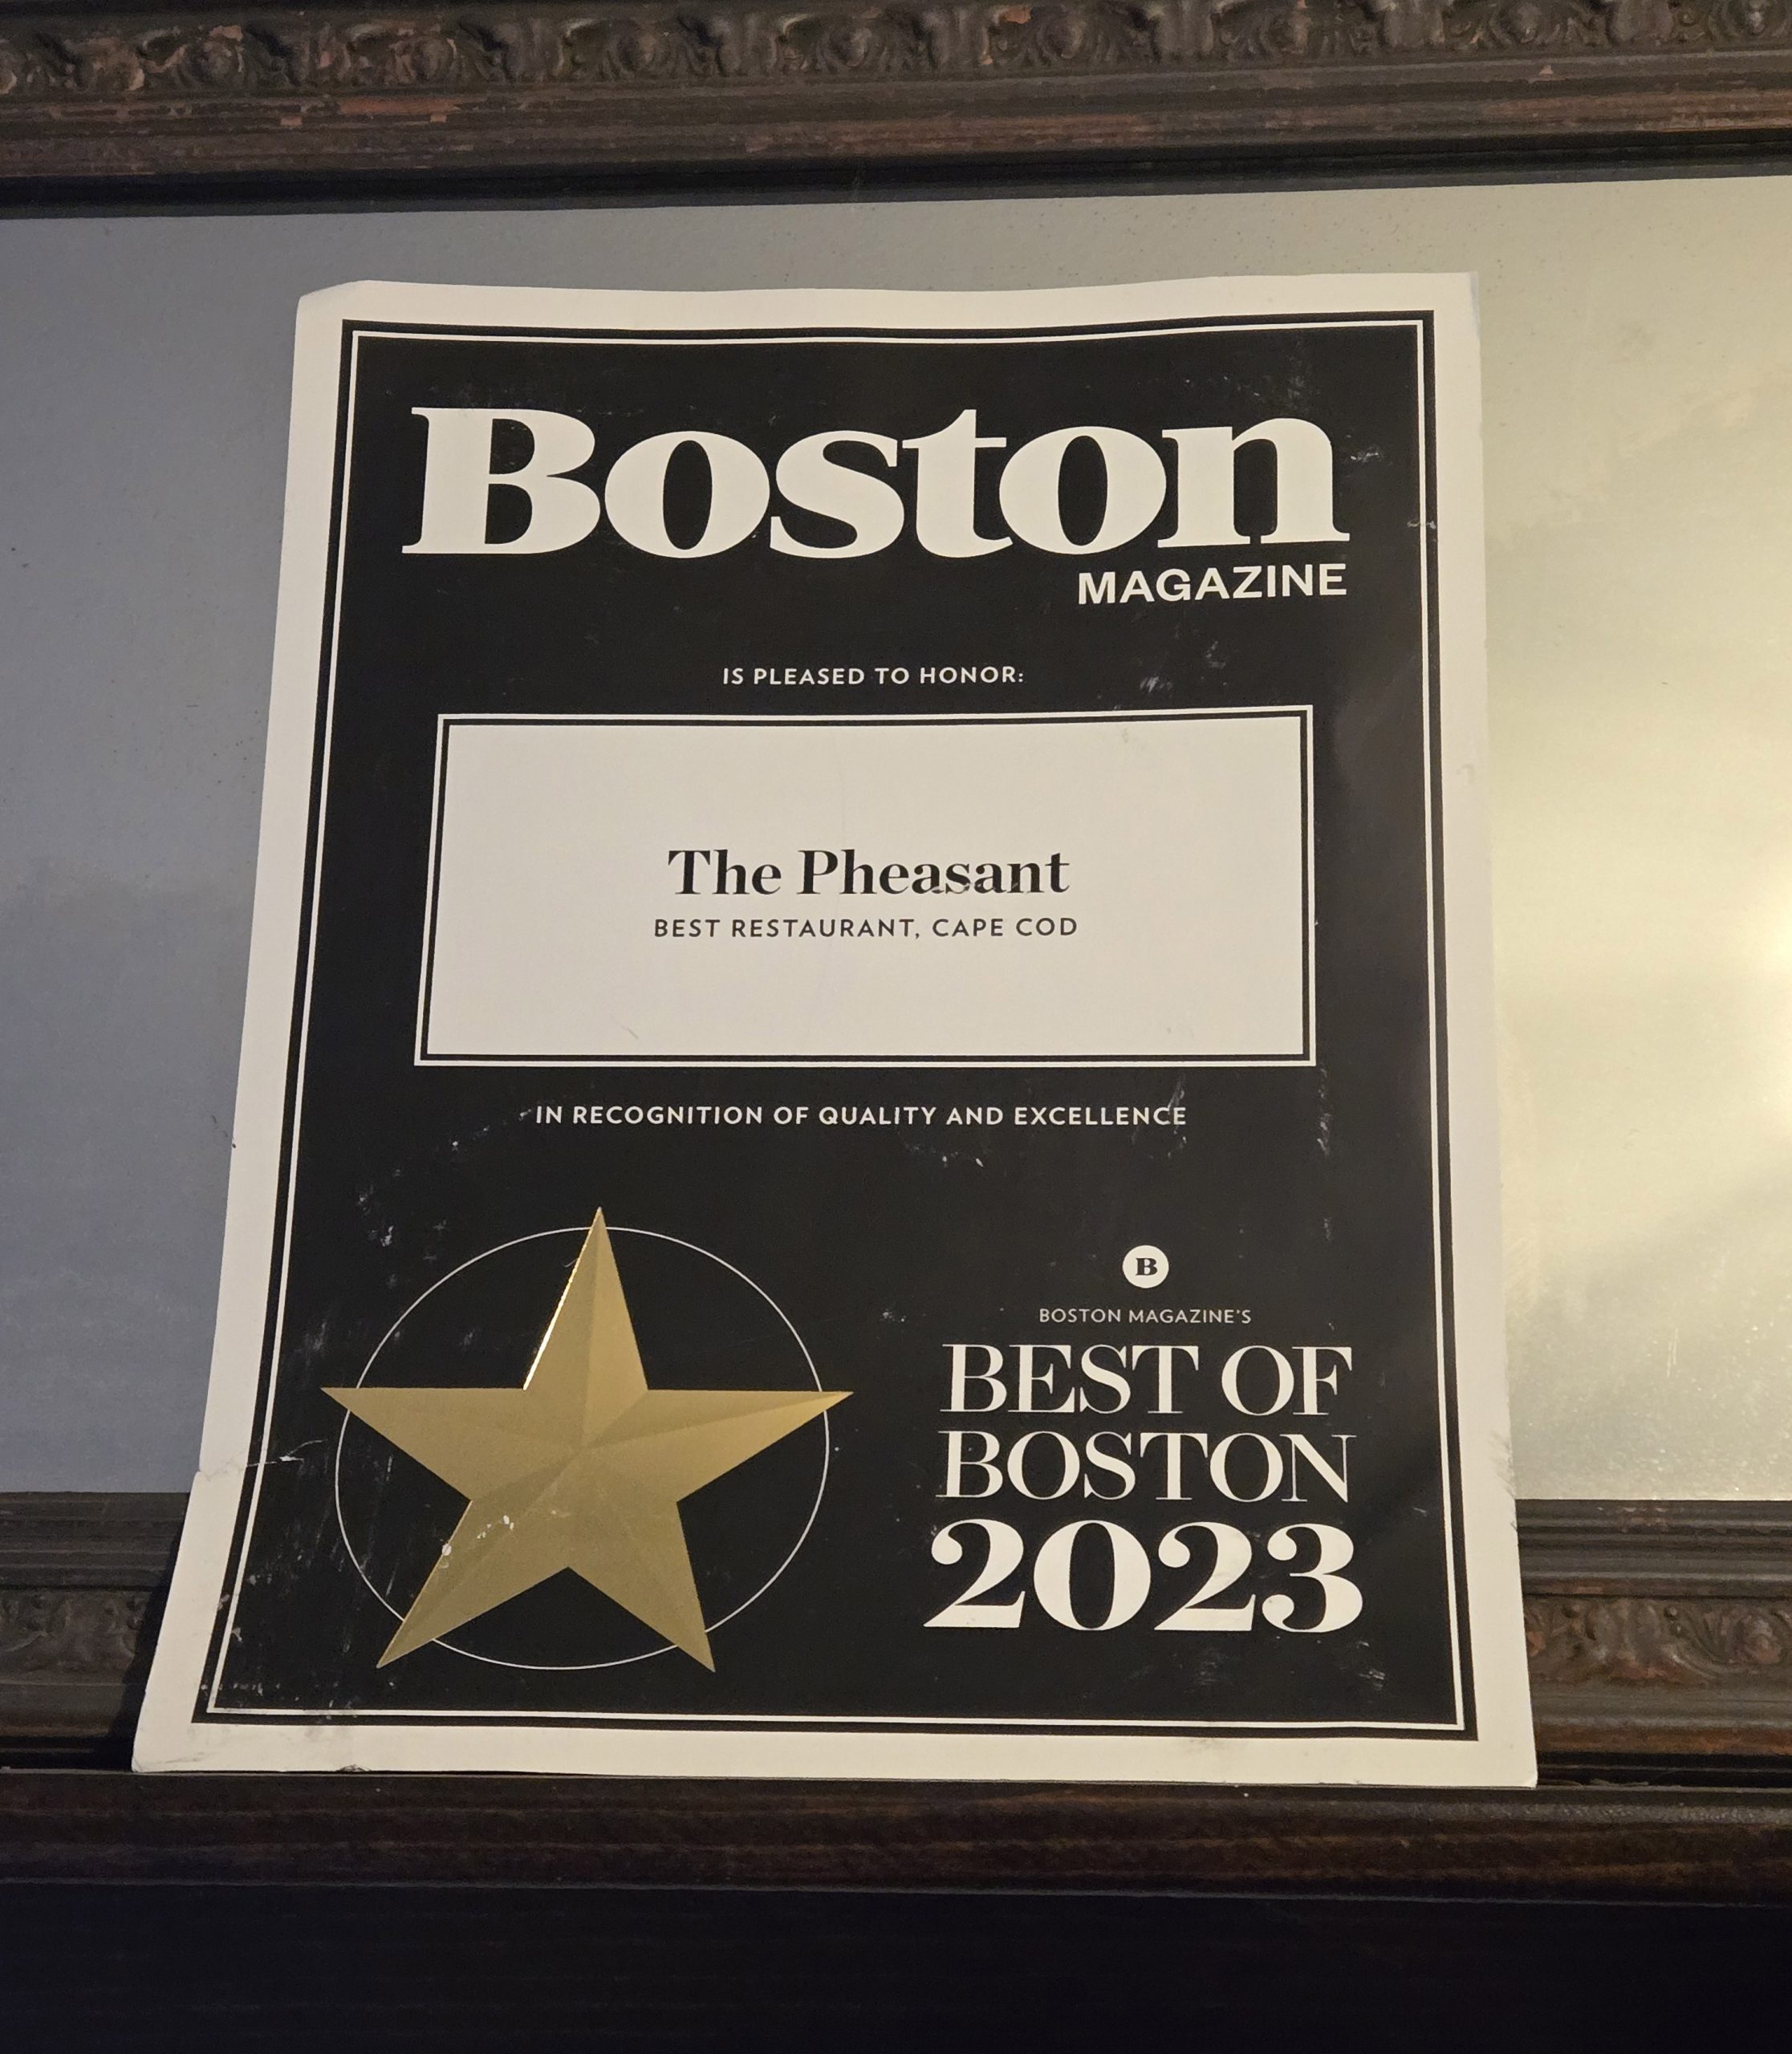 Boston
MAGAZINE
IS PLEASED TO HONOR:
The Pheasant
BEST RESTAURANT, CAPE COD
IN RECOGNITION OF QUALITY AND EXCELLENCE
B
BOSTON MAGAZINE'S
BEST OF
BOSTON
2023